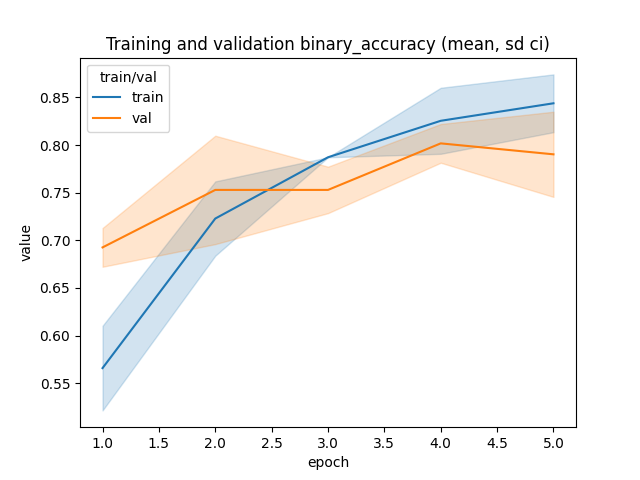 Training and validation binary_accuracy (mean, sd ci)
train/val
train
val
0.85
0.80
0.75
0.70
0.65
0.60
0.55
value
1.0 1.5 2.0 2.5 3.0 3.5 4.0 4.5 5.0
epoch